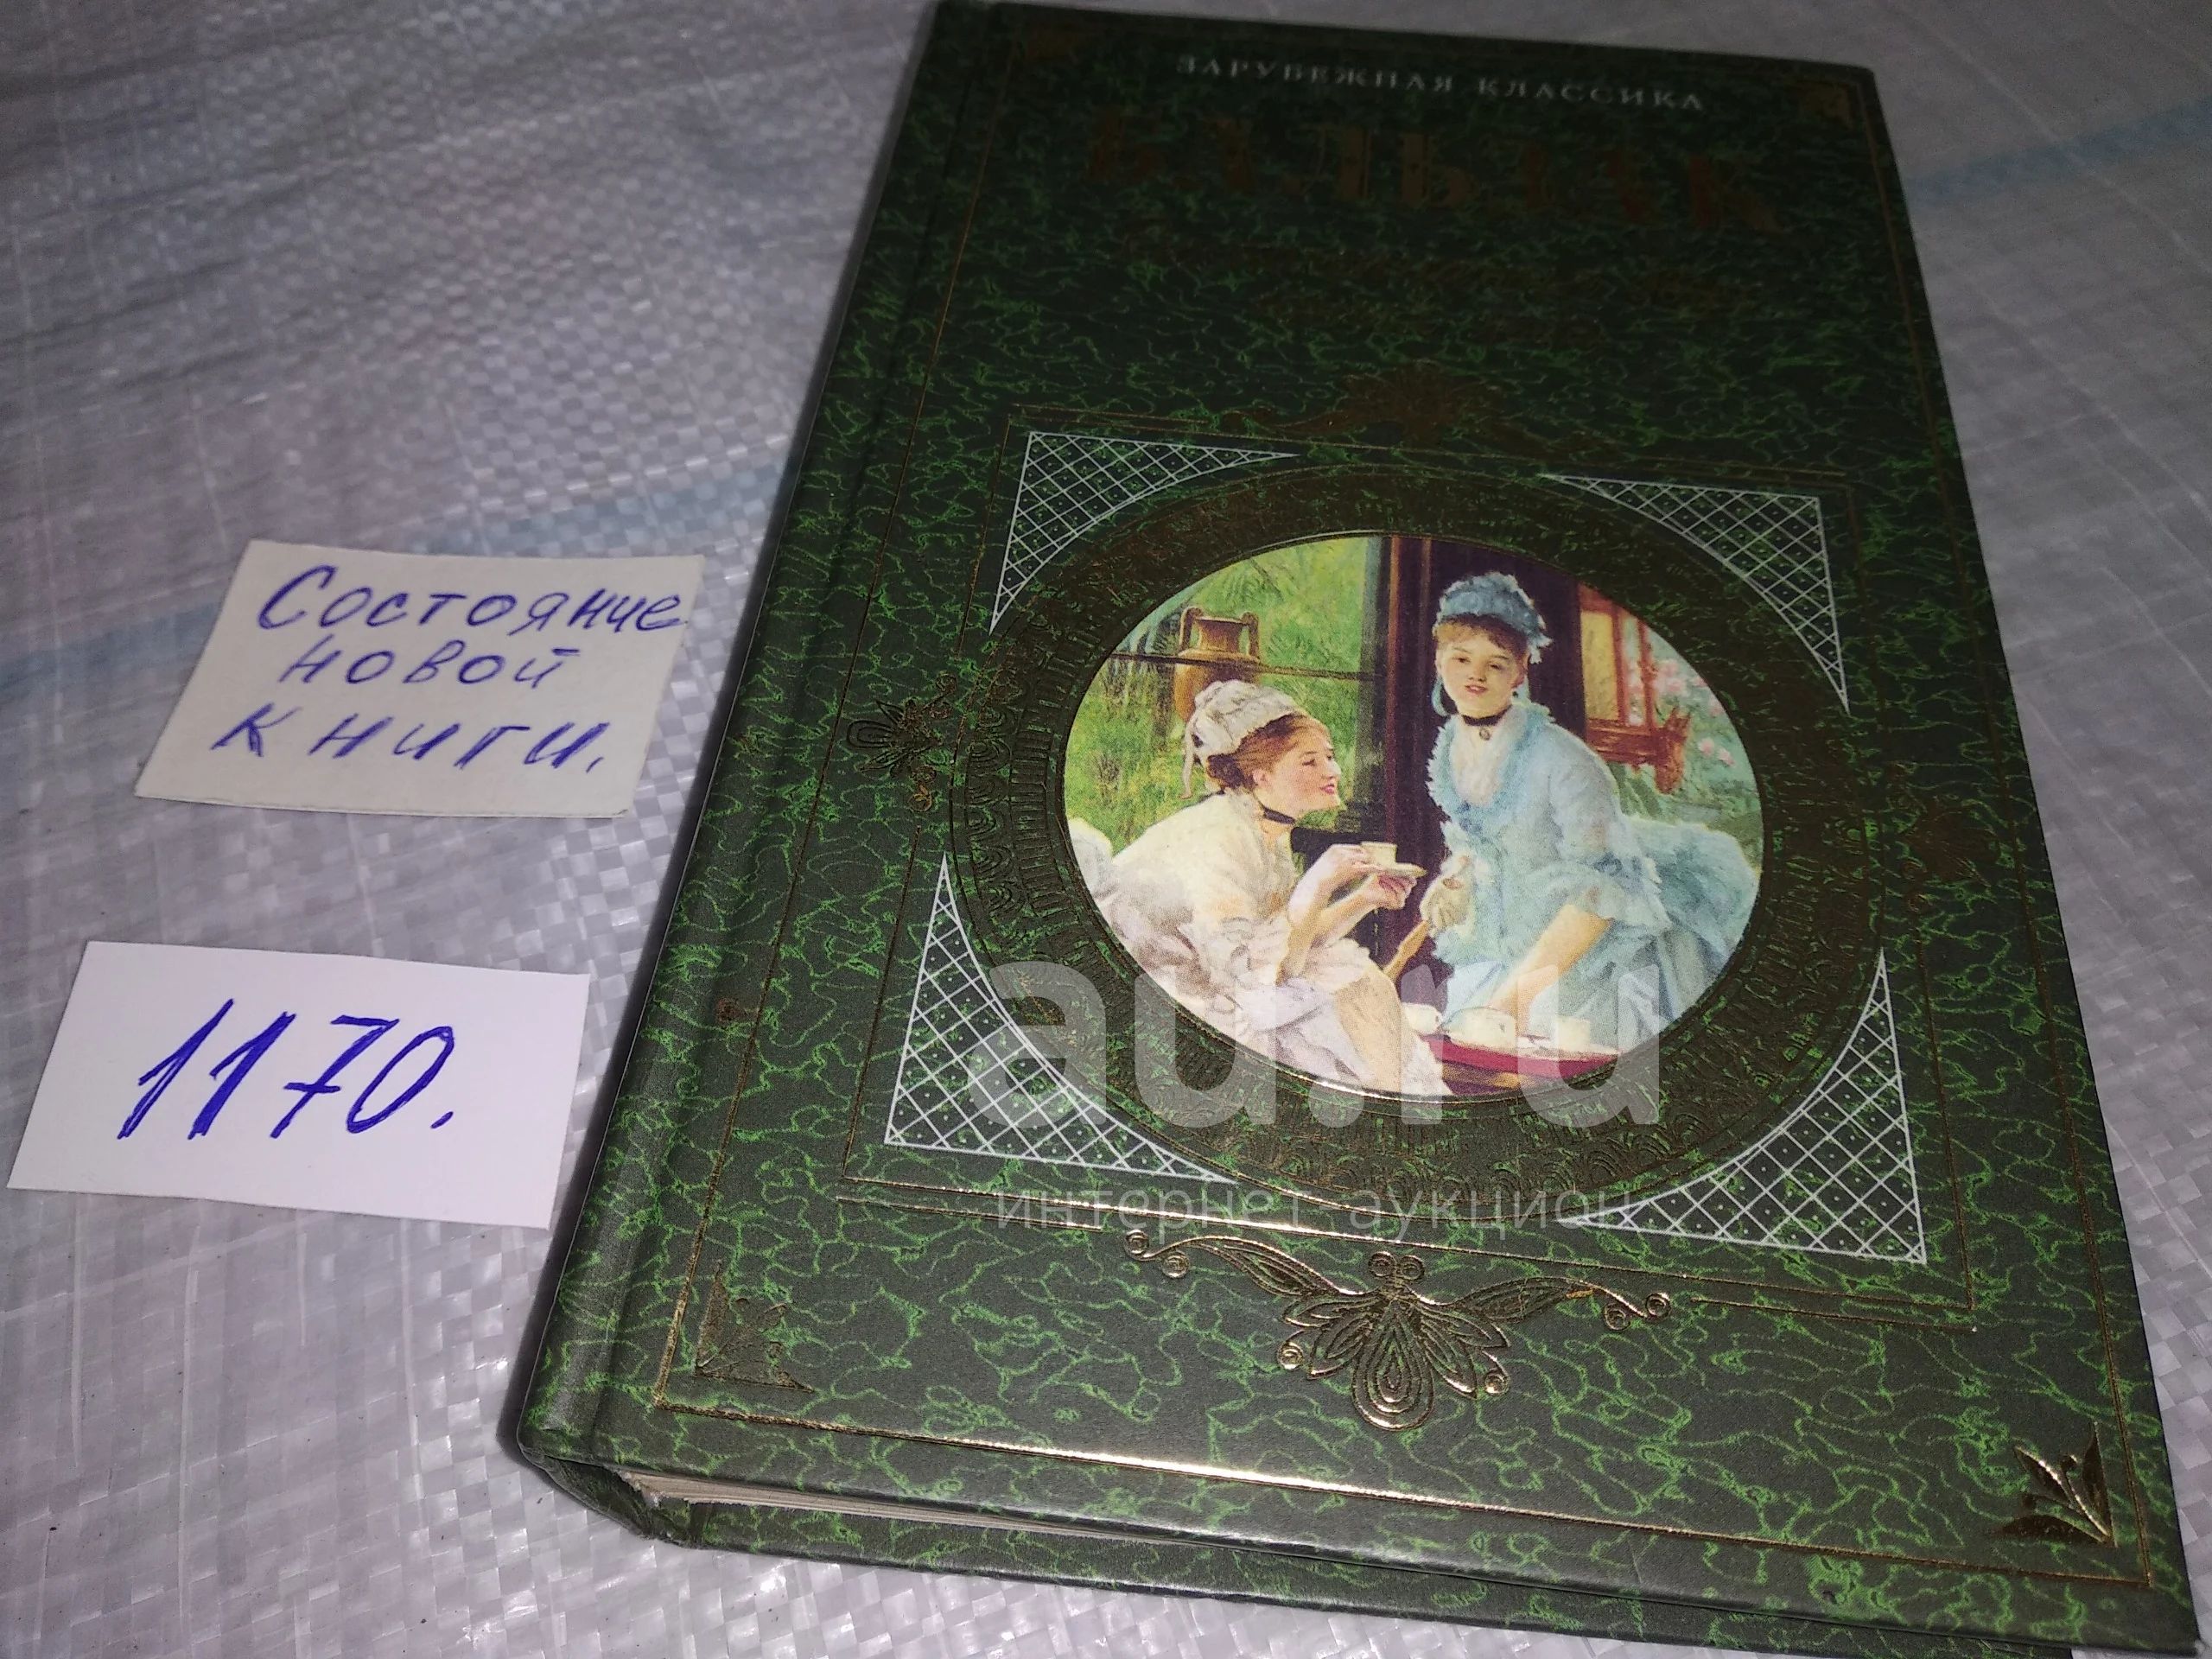 ЗАРУБЕЖНАЯ КЛАССИКА
БАЛЬЗАК
Состояние
новой
книги.
1170.
au.ru
интернет-аукцион